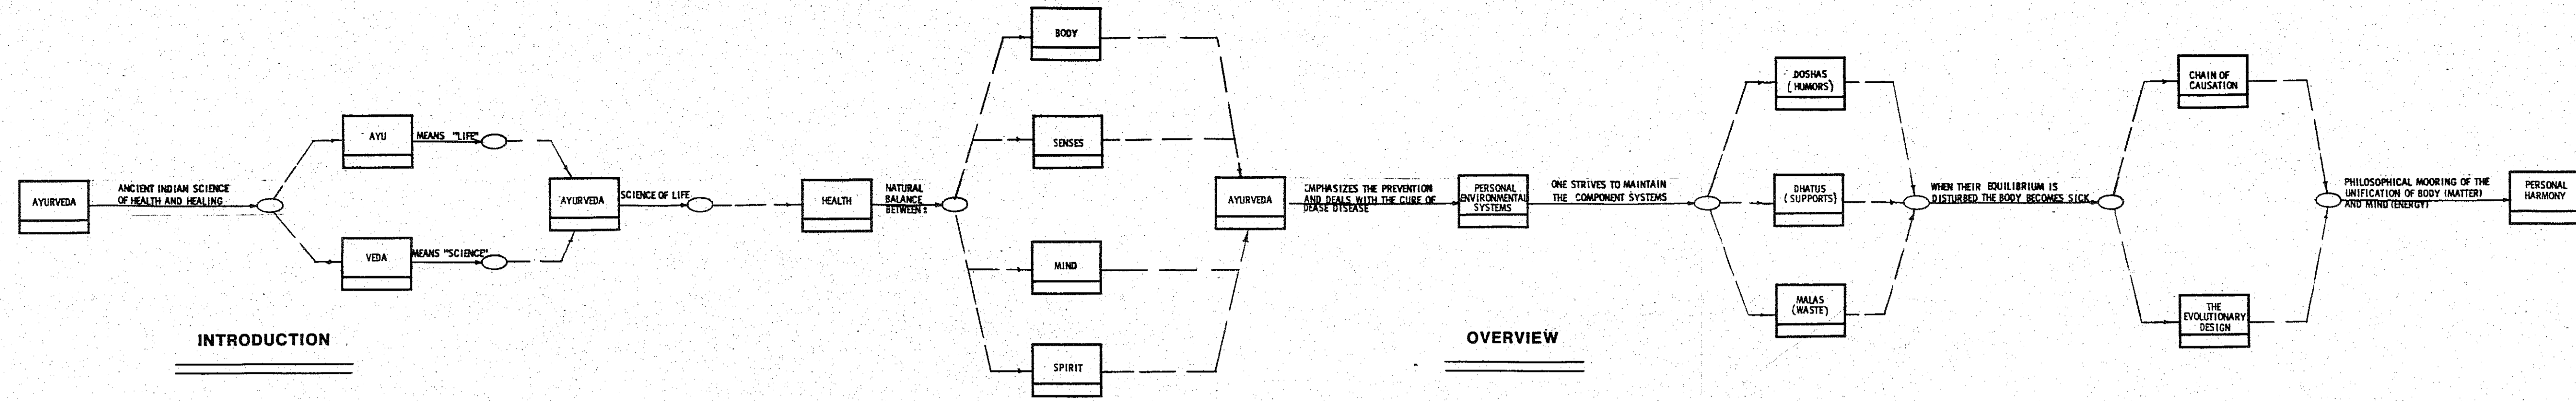 AYURVEDA
ANCIENT INDIAN SCIENCE
OF HEALTH AND HEALING
AYU
MEANS "LIFE"
VEDA
MEANS "SCIENCE"
AYURVEDA
SCIENCE OF LIFE
HEALTH
NATURAL
BALANCE
BETWEEN:
BODY
SENSES
MIND
SPIRIT
AYURVEDA
EMPHASIZES THE PREVENTION
AND DEALS WITH THE CURE OF
DEASE DISEASE
PERSONAL
ENVIRONMENTAL
SYSTEMS
ONE STRIVES TO MAINTAIN
THE COMPONENT SYSTEMS
DOSHAS
(HUMORS)
DHATUS
(SUPPORTS)
MALAS
(WASTE)
WHEN THEIR EQUILIBRIUM IS
DISTURBED THE BODY BECOMES SICK
CHAIN OF
CAUSATION
THE
EVOLUTIONARY
DESIGN
PHILOSOPHICAL MOORING OF THE
UNIFICATION OF BODY (MATTER)
AND MIND (ENERGY)
PERSONAL
HARMONY
INTRODUCTION
OVERVIEW